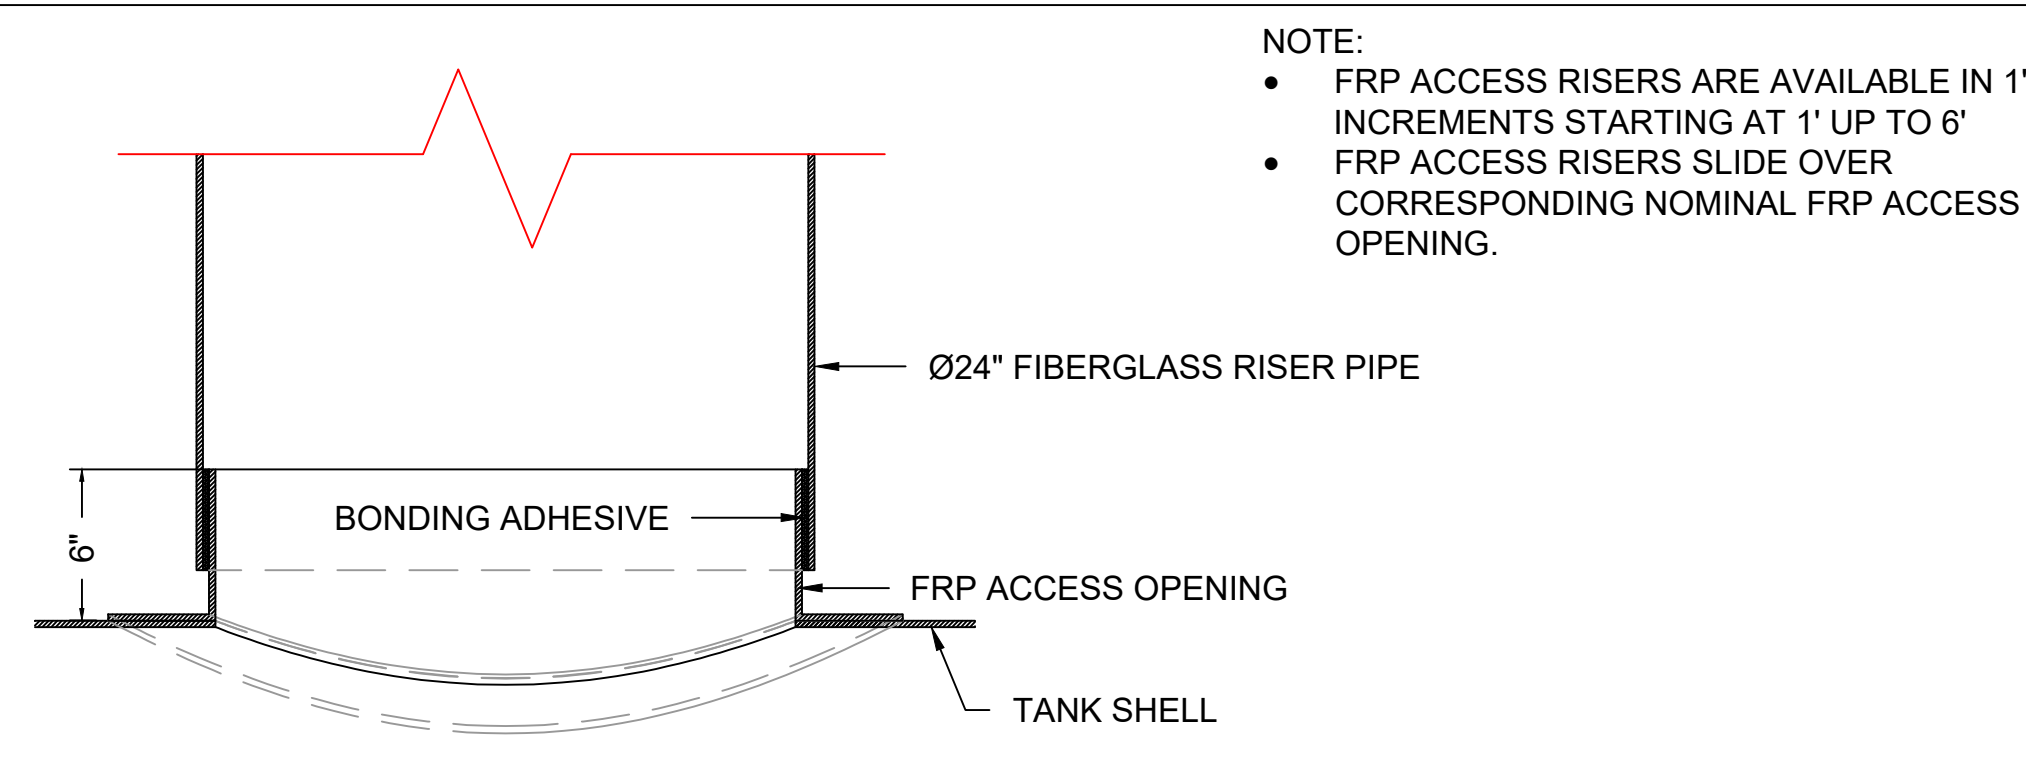 NOTE:
• FRP ACCESS RISERS ARE AVAILABLE IN 1'
INCREMENTS STARTING AT 1' UP TO 6'
• FRP ACCESS RISERS SLIDE OVER
CORRESPONDING NOMINAL FRP ACCESS
OPENING.
Ø24" FIBERGLASS RISER PIPE
BONDING ADHESIVE
6"
FRP ACCESS OPENING
TANK SHELL